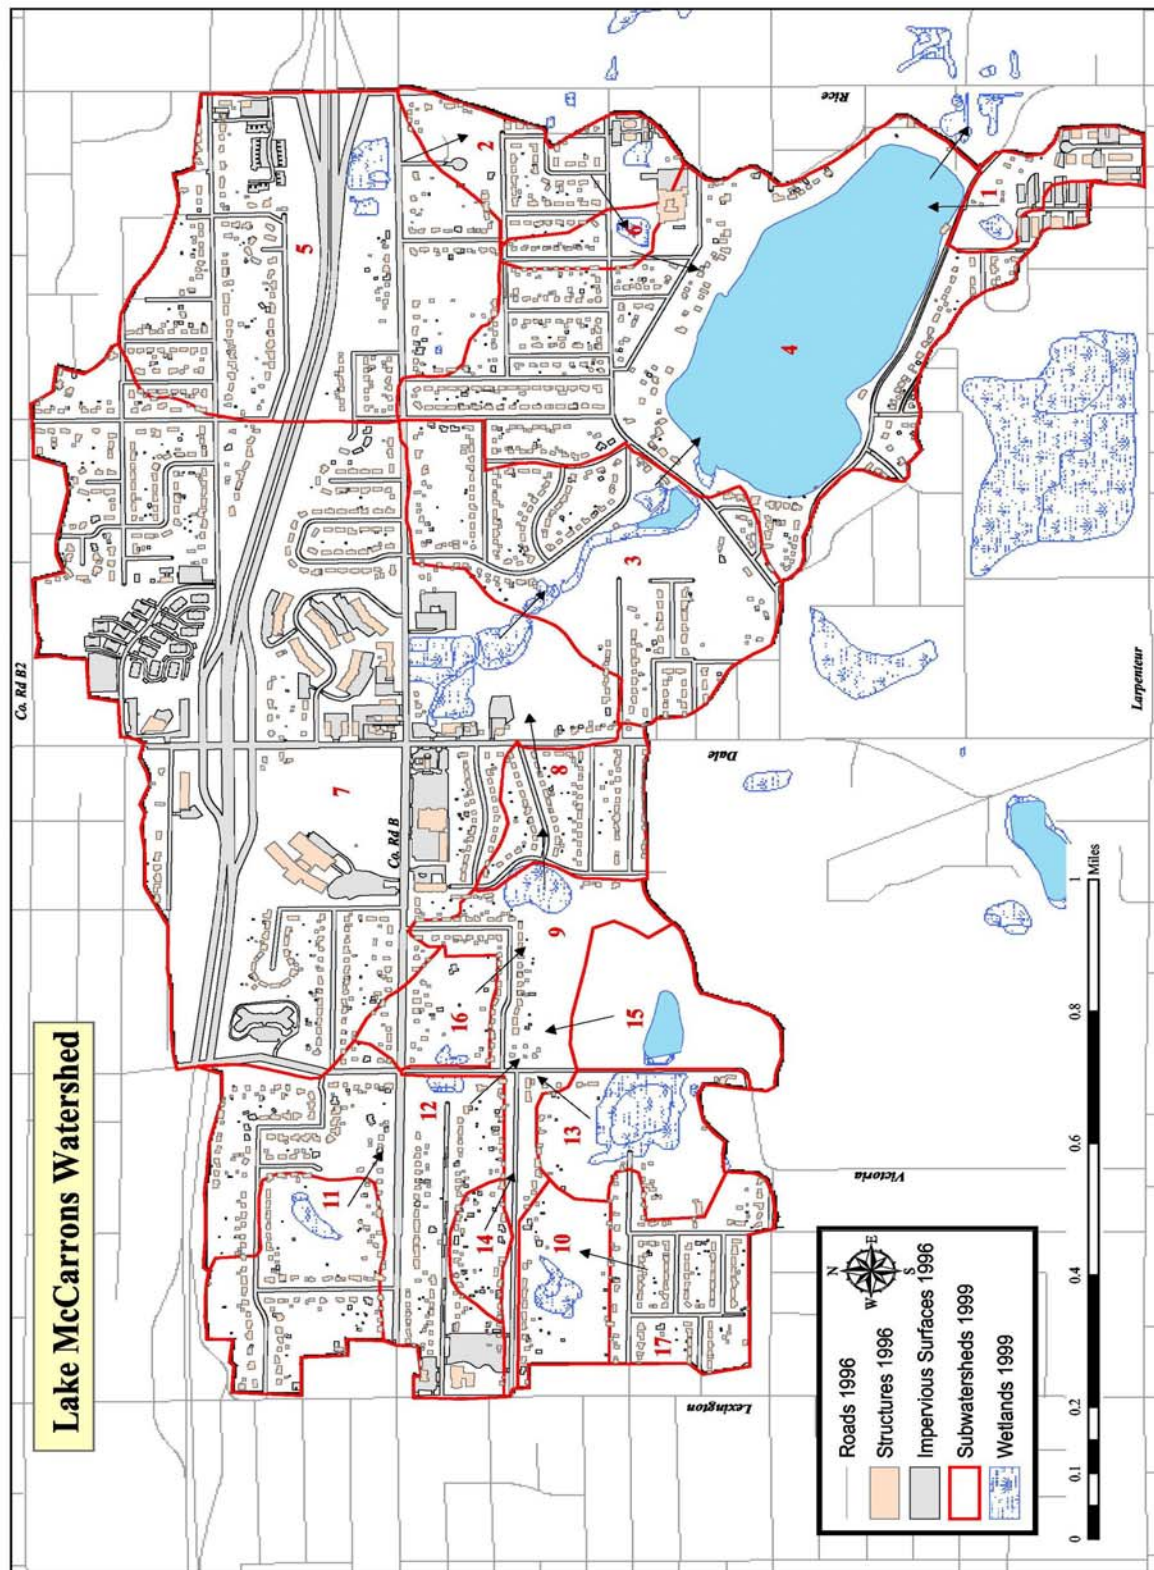 Lake McCarrons Watershed
Co. Rd B2
Co. Rd B
Larpenteur
Lexington
Victoria
Dale
Rice
1
2
3
4
5
6
7
8
9
10
11
12
13
14
15
16
17
Roads 1996
Structures 1996
Impervious Surfaces 1996
Subwatersheds 1999
Wetlands 1999
N
W
E
S
0
0.1
0.2
0.4
0.6
0.8
1
Miles